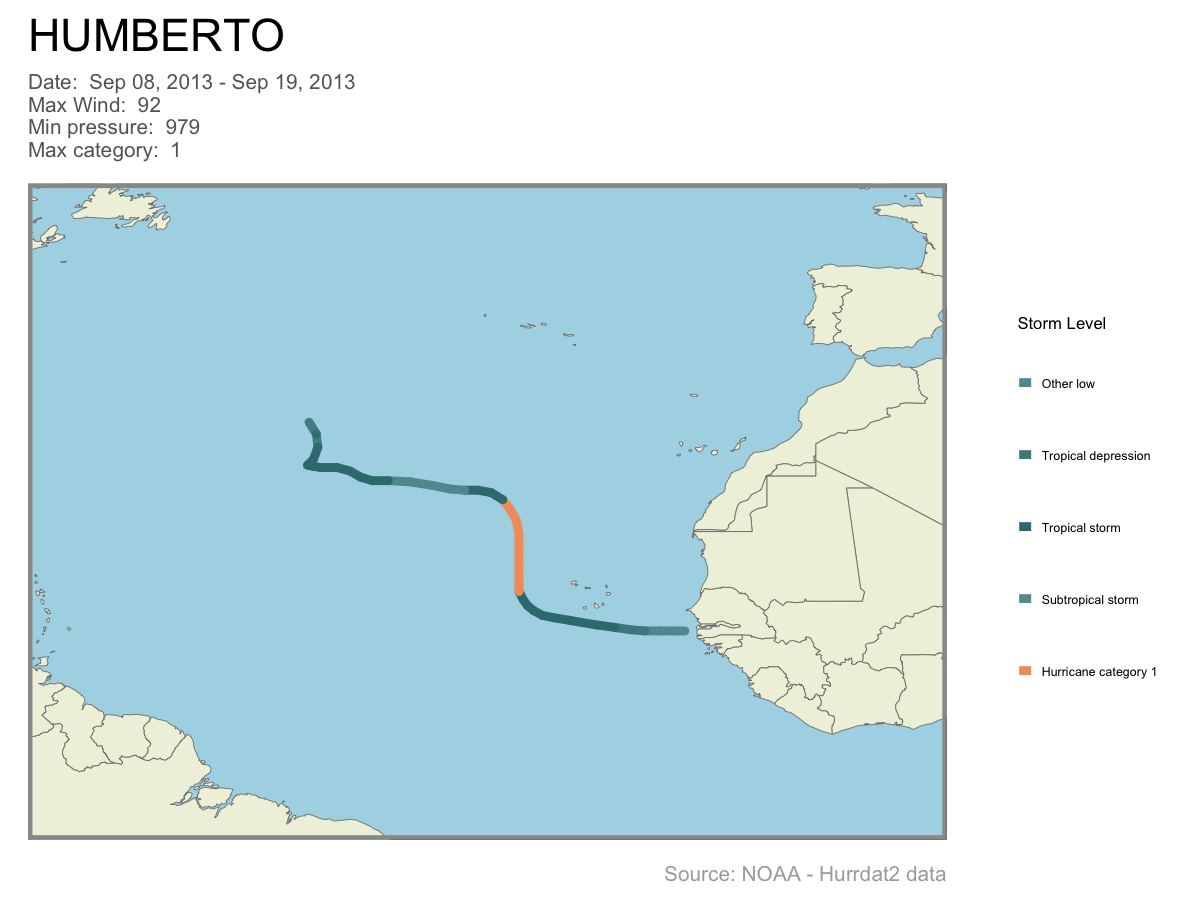 HUMBERTO
Date:  Sep 08, 2013 - Sep 19, 2013
Max Wind:  92
Min pressure:  979
Max category:  1
Storm Level
Other low
Tropical depression
Tropical storm
Subtropical storm
Hurricane category 1
Source: NOAA - Hurrdat2 data